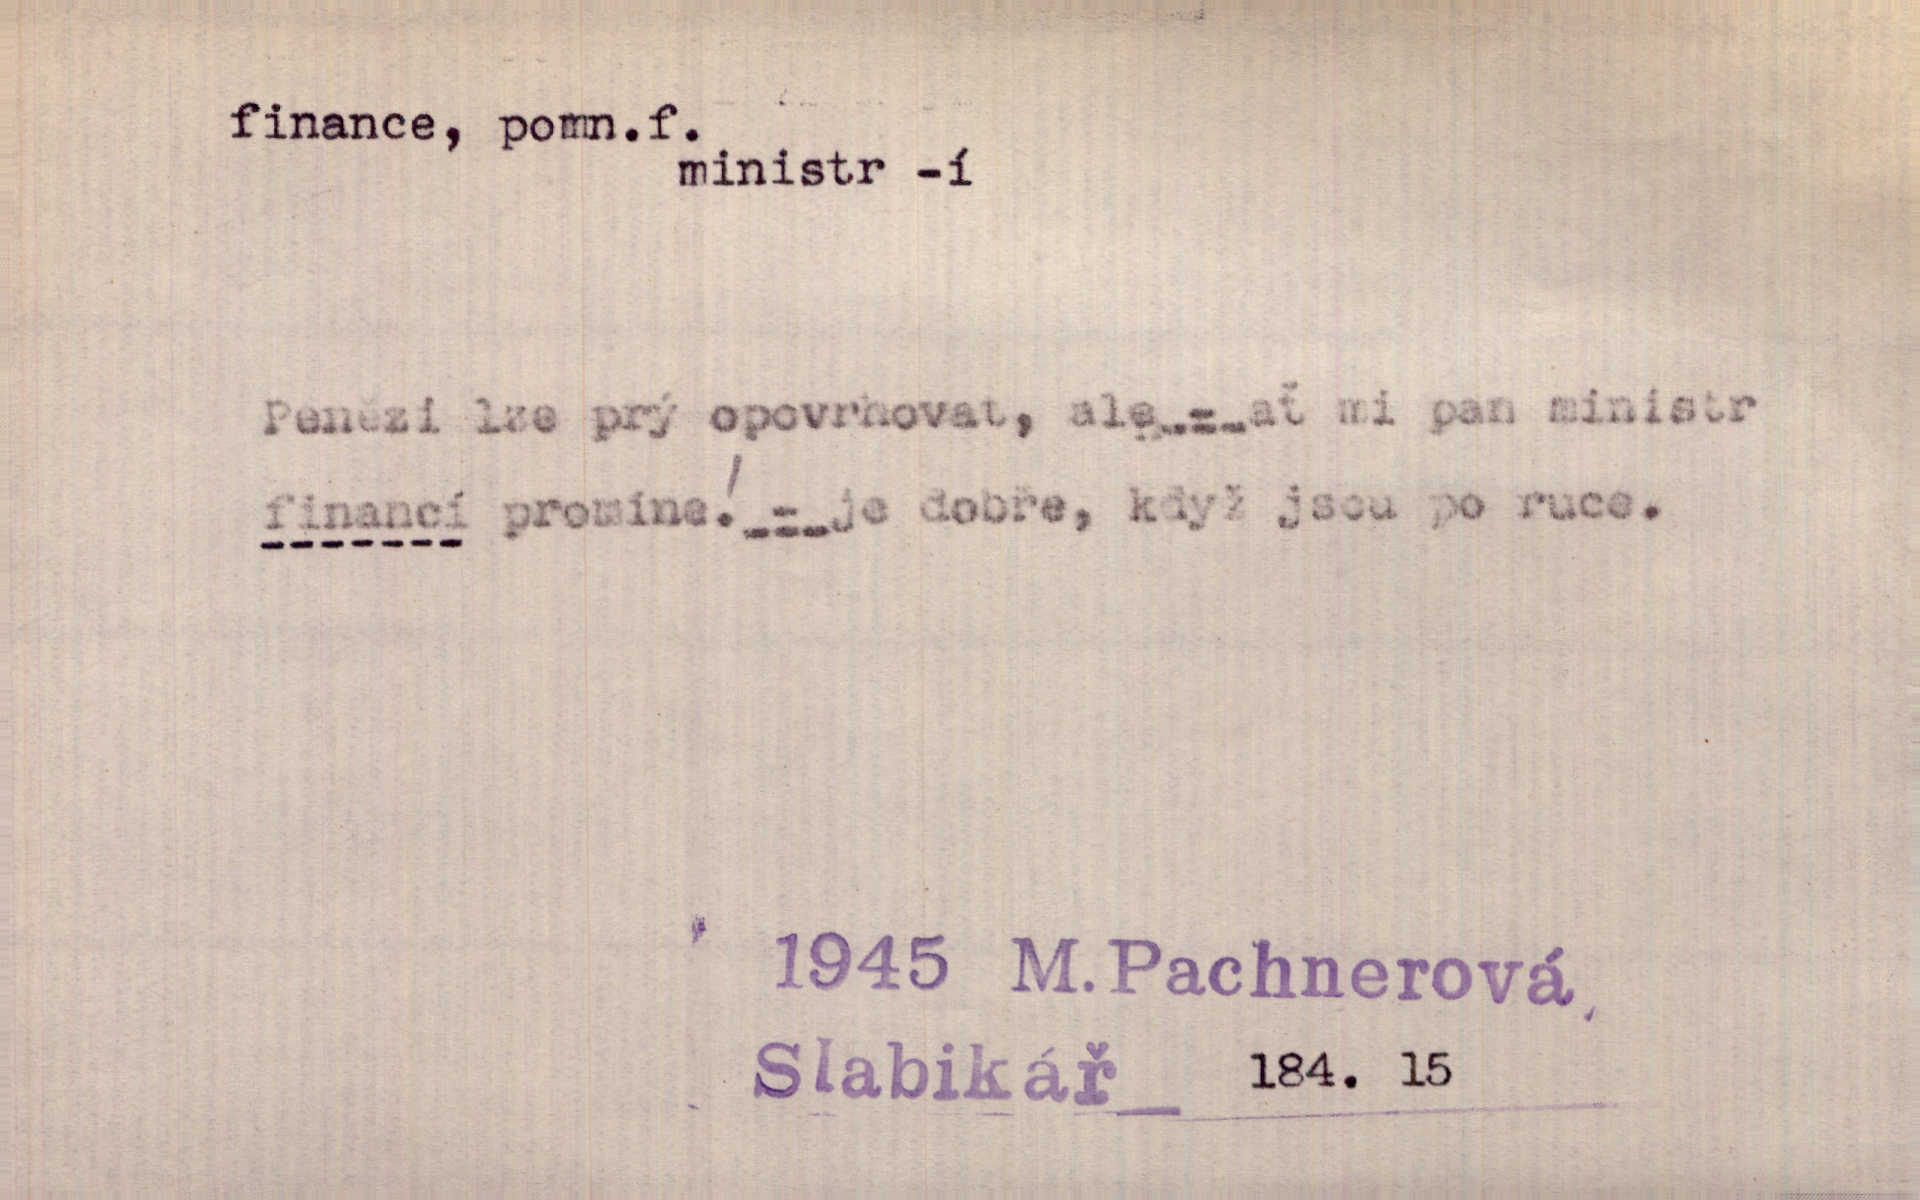 finance, pomn.f.
ministr -í
Penězi lze prý opovrhovat, ale - ať mi pan ministr
financí promine! - je dobře, když jsou po ruce.
1945 M.Pachnerová,
Slabikář 184. 15